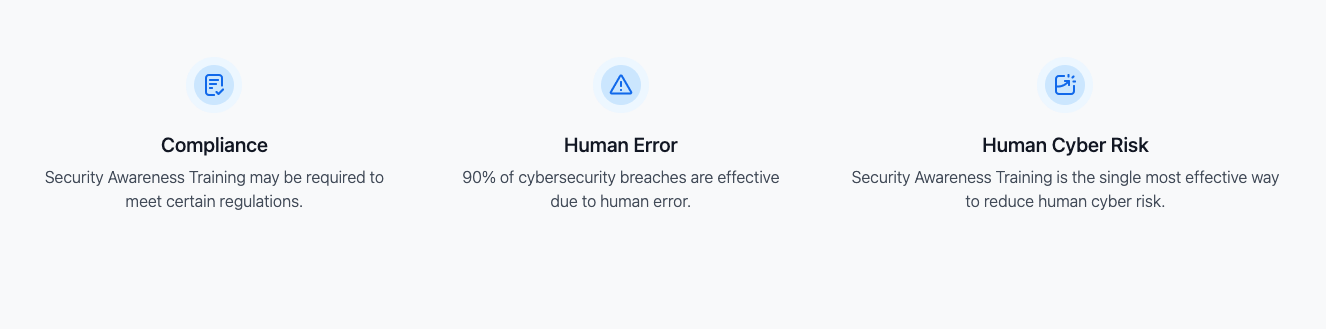 Compliance
Security Awareness Training may be required to
meet certain regulations.
Human Error
90% of cybersecurity breaches are effective
due to human error.
Human Cyber Risk
Security Awareness Training is the single most effective way
to reduce human cyber risk.